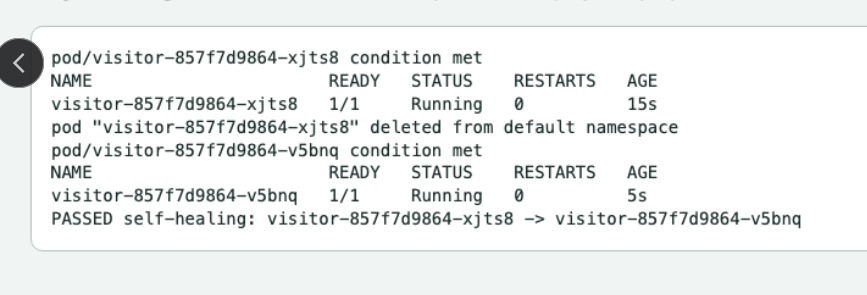 pod/visitor-857f7d9864-xjts8 condition met
NAME READY STATUS RESTARTS AGE
visitor-857f7d9864-xjts8 1/1 Running 0 15s
pod "visitor-857f7d9864-xjts8" deleted from default namespace
pod/visitor-857f7d9864-v5bnq condition met
NAME READY STATUS RESTARTS AGE
visitor-857f7d9864-v5bnq 1/1 Running 0 5s
PASSED self-healing: visitor-857f7d9864-xjts8 -> visitor-857f7d9864-v5bnq